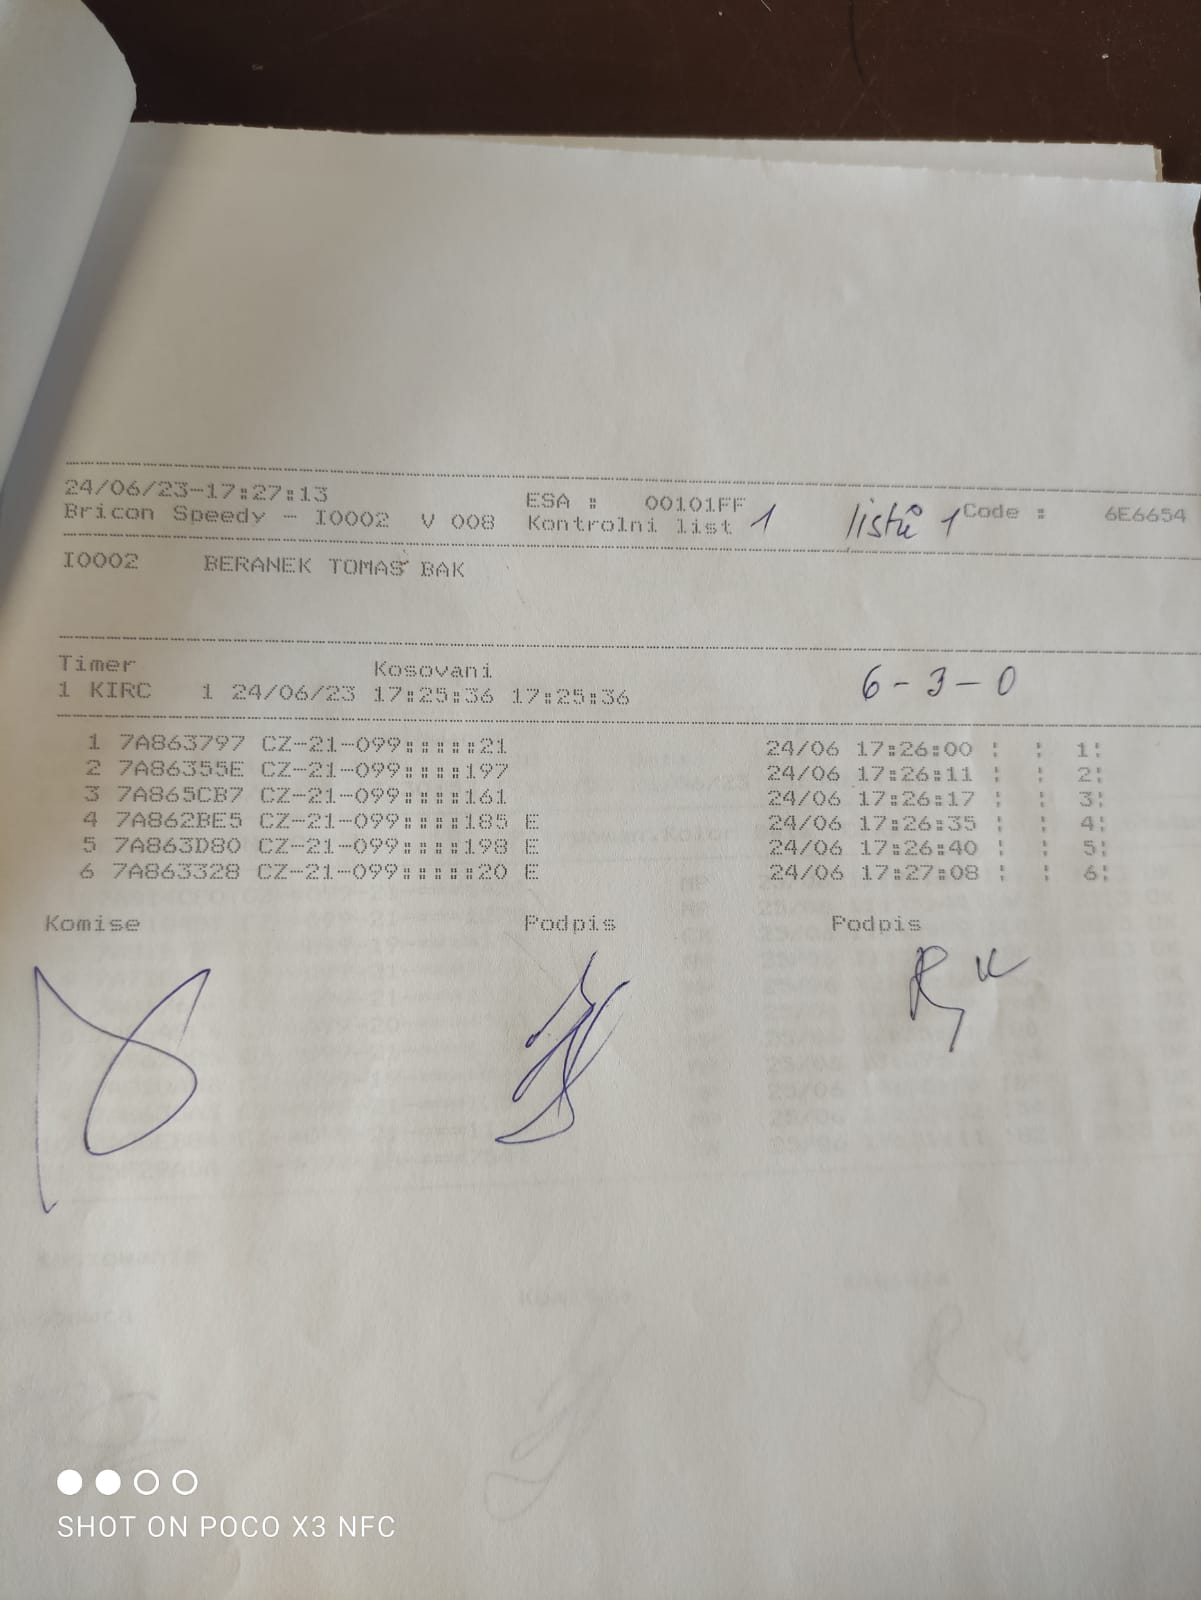 24/06/23-17:27:13 ESA : 00101FF
Bricon Speedy - I0002 V 008 Kontrolni list 1 listů 1 Code : 6E6654
I0002 BERANEK TOMAS BAK
Timer Kosovani
1 KIRC 1 24/06/23 17:25:36 17:25:36 6-3-0
1 7A863797 CZ-21-099:::::21 24/06 17:26:00 : : 1:
2 7A86355E CZ-21-099::::197 24/06 17:26:11 : : 2:
3 7A865CB7 CZ-21-099::::161 24/06 17:26:17 : : 3:
4 7A862BE5 CZ-21-099::::185 E 24/06 17:26:35 : : 4:
5 7A863D80 CZ-21-099::::198 E 24/06 17:26:40 : : 5:
6 7A863328 CZ-21-099:::::20 E 24/06 17:27:08 : : 6:
Komise Podpis Podpis
SHOT ON POCO X3 NFC